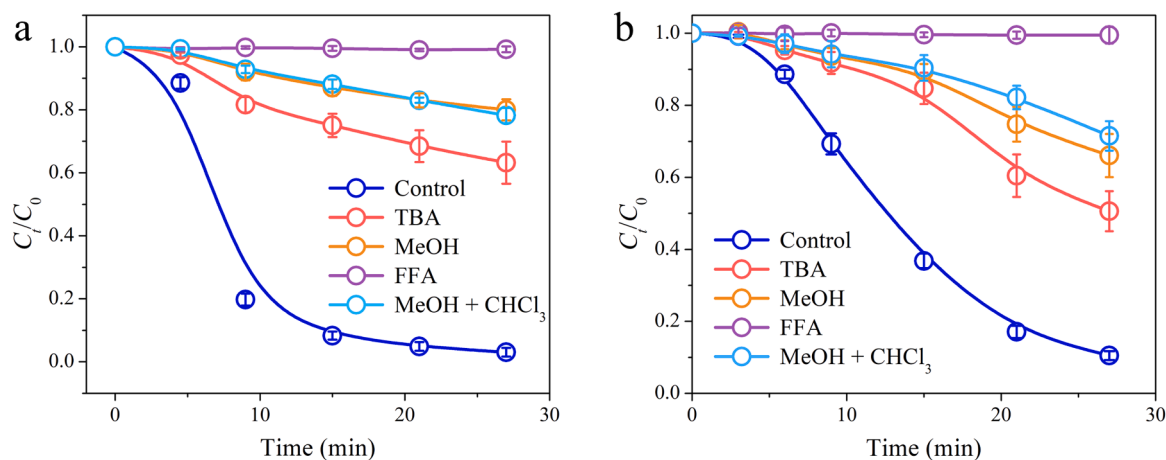 a
1.0
0.8
0.6
0.4
0.2
0.0
Cₜ/C₀
Control
TBA
MeOH
FFA
MeOH + CHCl₃
0 10 20 30
Time (min)
b
1.0
0.8
0.6
0.4
0.2
0.0
Cₜ/C₀
Control
TBA
MeOH
FFA
MeOH + CHCl₃
0 10 20 30
Time (min)